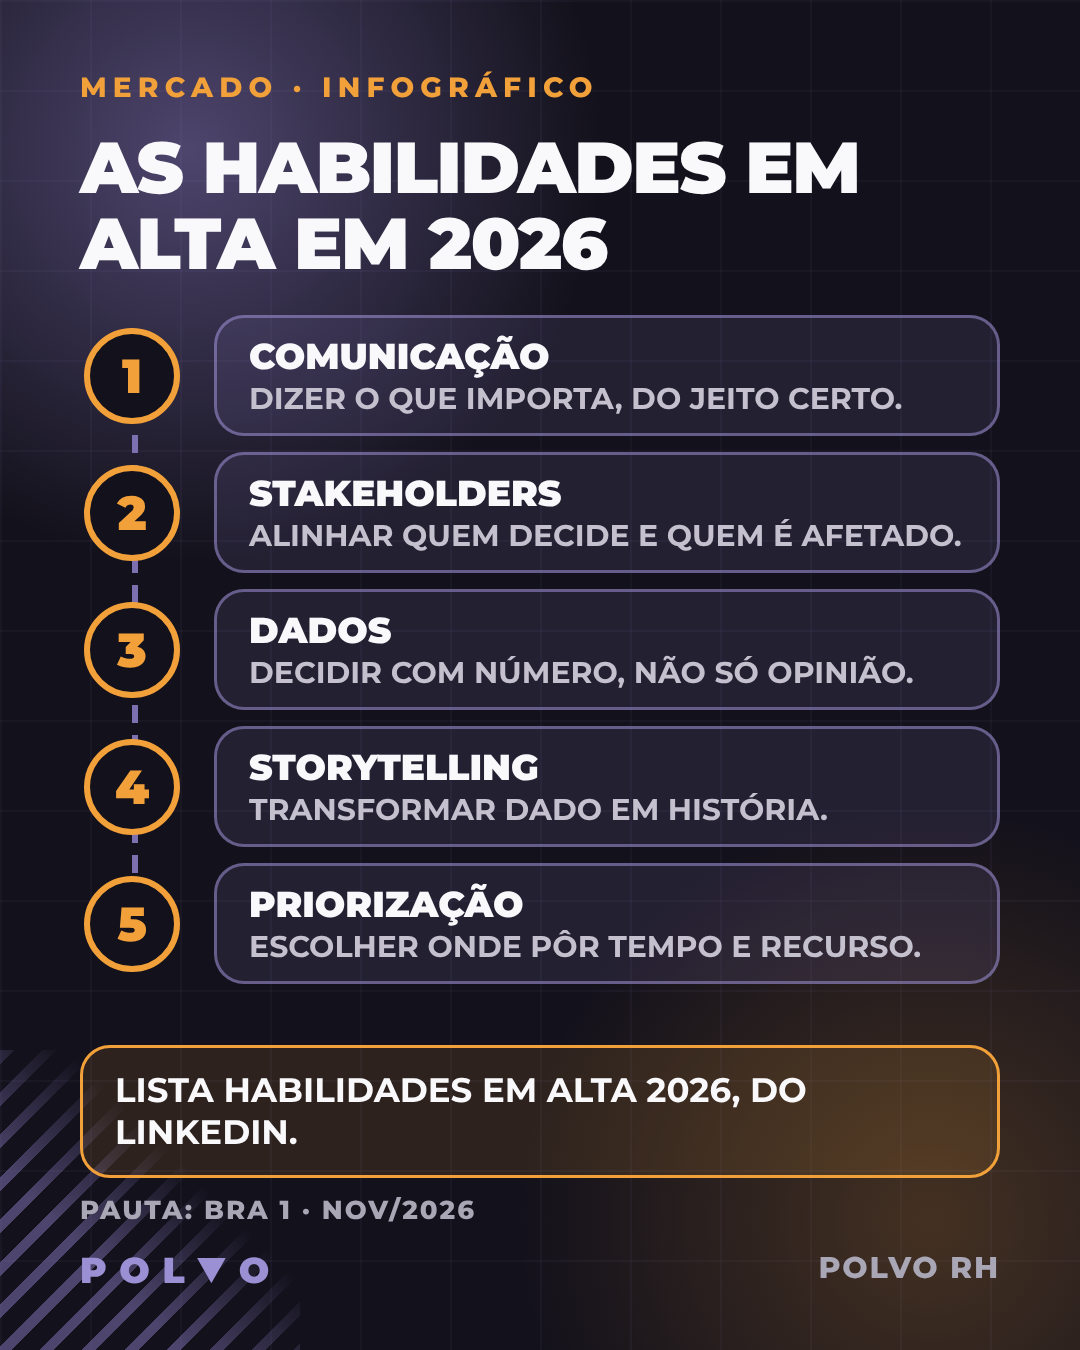 MERCADO · INFOGRÁFICO
AS HABILIDADES EM
ALTA EM 2026
1
COMUNICAÇÃO
DIZER O QUE IMPORTA, DO JEITO CERTO.
2
STAKEHOLDERS
ALINHAR QUEM DECIDE E QUEM É AFETADO.
3
DADOS
DECIDIR COM NÚMERO, NÃO SÓ OPINIÃO.
4
STORYTELLING
TRANSFORMAR DADO EM HISTÓRIA.
5
PRIORIZAÇÃO
ESCOLHER ONDE PÔR TEMPO E RECURSO.
LISTA HABILIDADES EM ALTA 2026, DO
LINKEDIN.
PAUTA: BRA 1 · NOV/2026
POLVO
POLVO RH